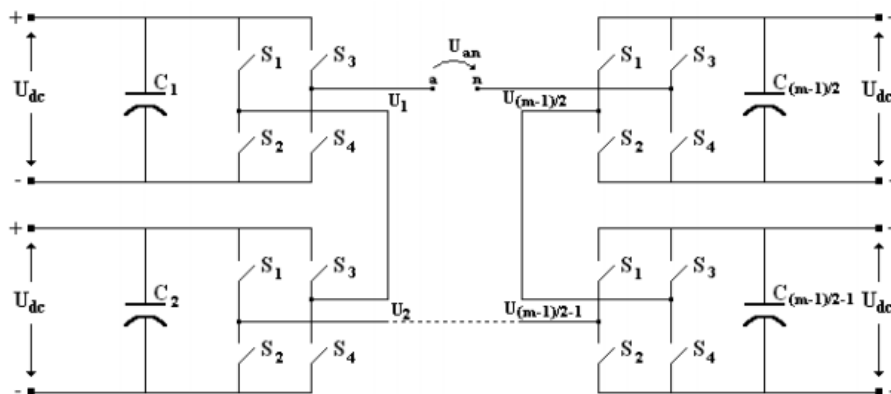 +
S1
S3
Udc
C1
S2
S4
U1
-
Uan
a
n
S1
S3
U(m-1)/2
C(m-1)/2
Udc
S2
S4
+
S1
S3
Udc
C2
S2
S4
U2
-
S1
S3
U(m-1)/2-1
C(m-1)/2-1
Udc
S2
S4